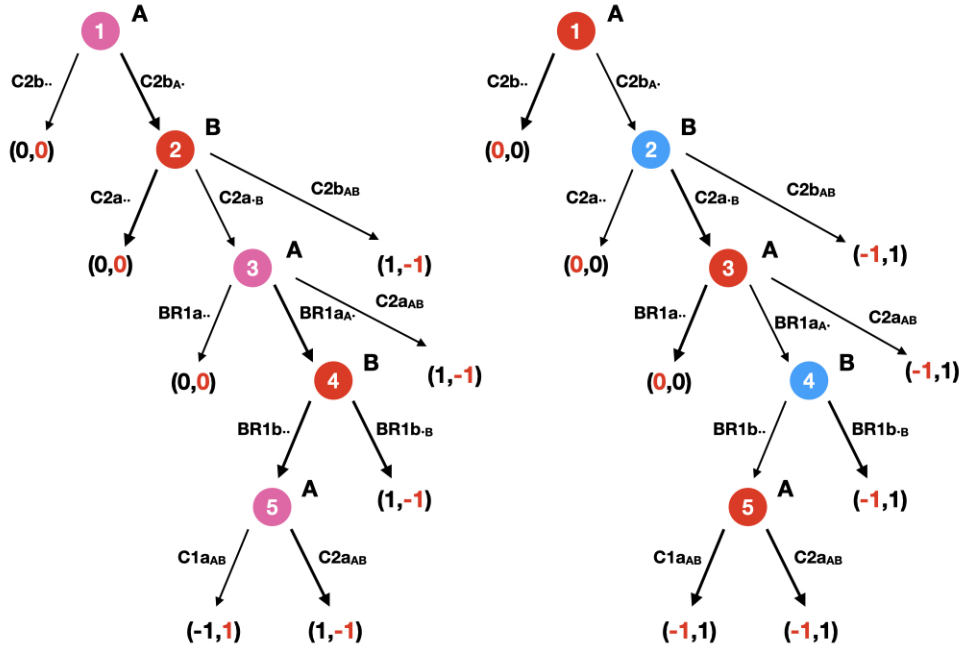 1 A 1 A
C2b·· C2bA· C2b·· C2bA·
(0,0) 2 B (0,0) 2 B
C2a·· C2a·B C2bAB C2a·· C2a·B C2bAB
(0,0) 3 A (1,-1) (0,0) 3 A (-1,1)
BR1a·· BR1aA· C2aAB BR1a·· BR1aA· C2aAB
(0,0) 4 B (1,-1) (0,0) 4 B (-1,1)
BR1b·· BR1b·B BR1b·· BR1b·B
5 A (1,-1) 5 A (-1,1)
C1aAB C2aAB C1aAB C2aAB
(-1,1) (1,-1) (-1,1) (-1,1)